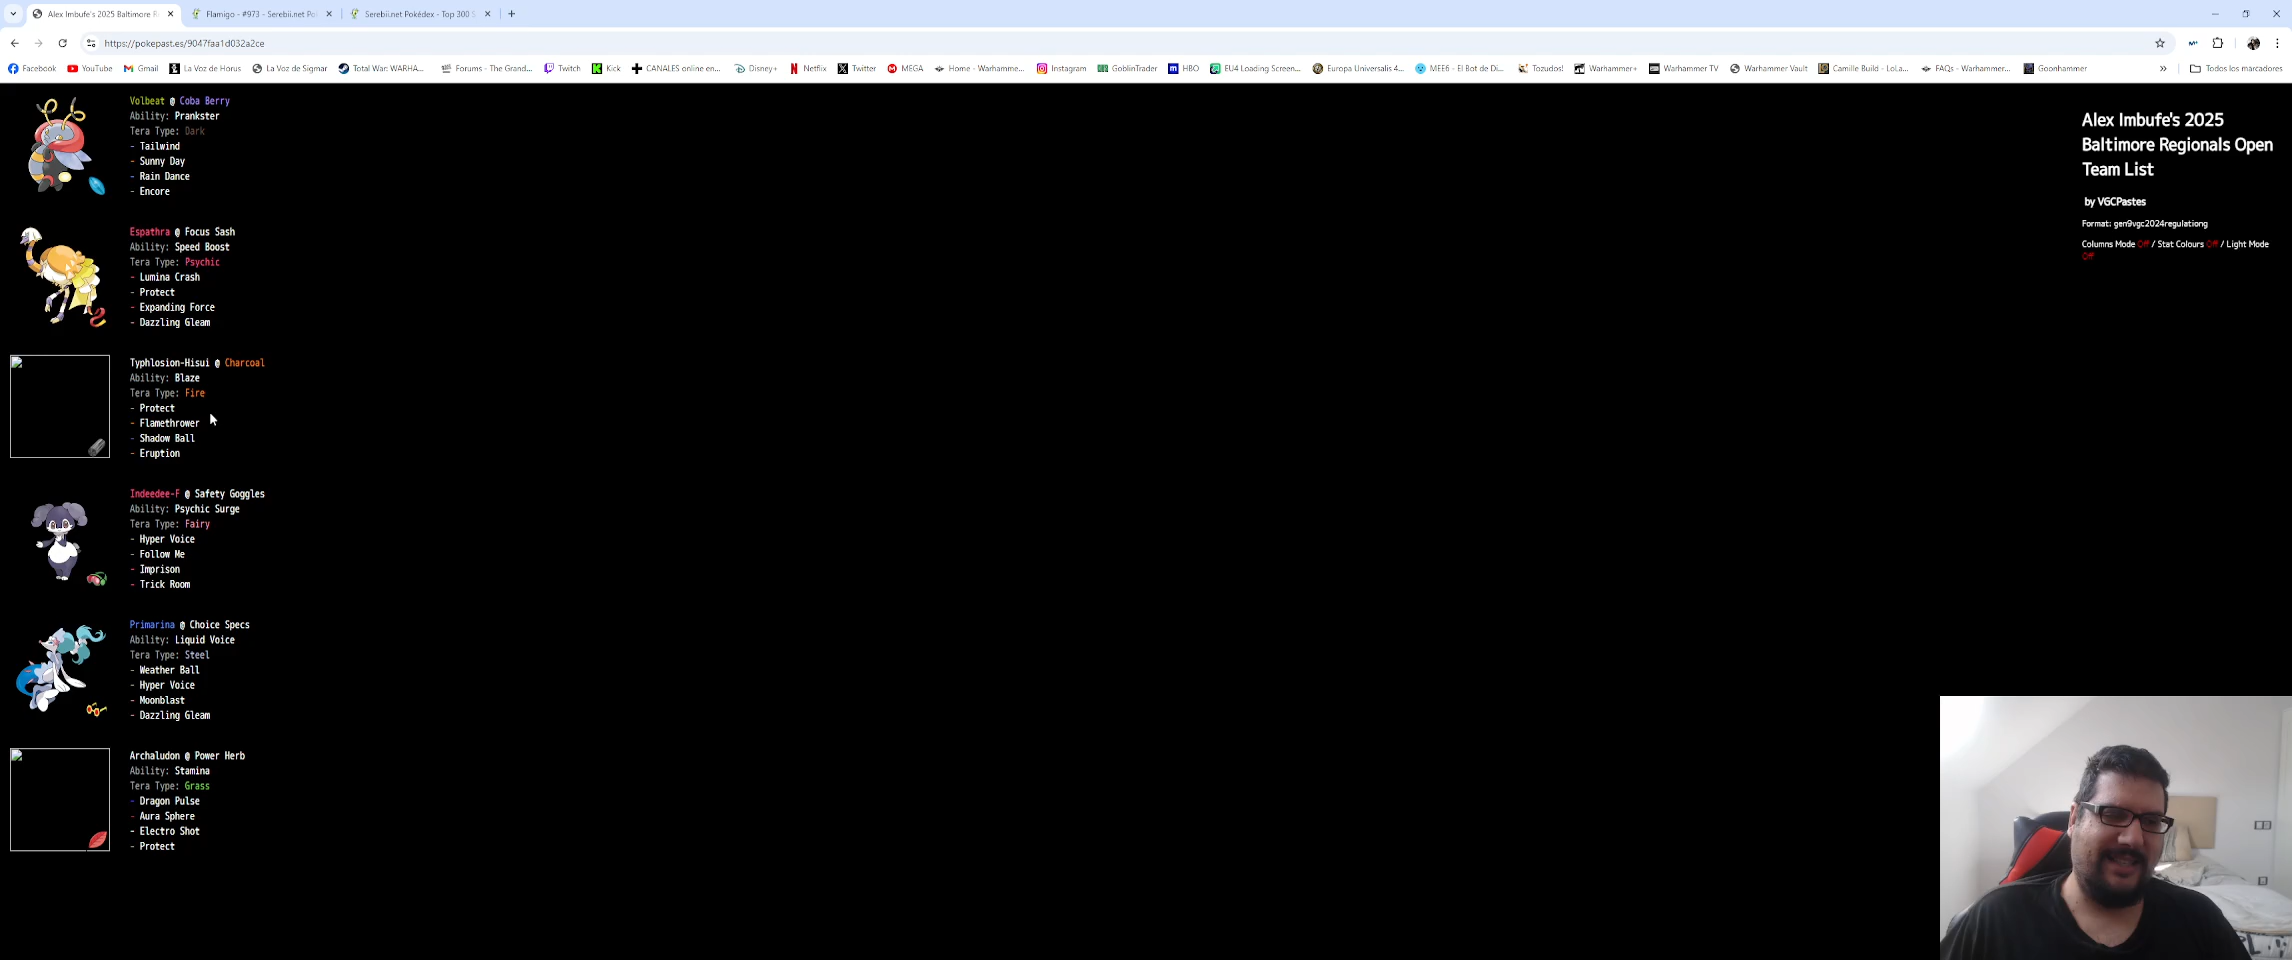 Alex Imbufe's 2025 Baltimore R
Flamigo - #973 - Serebii.net Po
Serebii.net Pokédex - Top 300 S
https://pokepast.es/9047faa1d032a2ce
Facebook
YouTube
Gmail
La Voz de Horus
La Voz de Sigmar
Total War: WARHA...
Forums - The Grand...
Twitch
Kick
CANALES online en...
Disney+
Netflix
Twitter
MEGA
Home - Warhamme...
Instagram
GoblinTrader
HBO
EU4 Loading Screen...
Europa Universalis 4...
MEE6 - El Bot de Di...
Tozudos!
Warhammer+
Warhammer TV
Warhammer Vault
Camille Build - LoLa...
FAQs - Warhammer...
Goonhammer
»
Todos los marcadores
Volbeat @ Coba Berry
Ability: Prankster
Tera Type: Dark
- Tailwind
- Sunny Day
- Rain Dance
- Encore
Espathra @ Focus Sash
Ability: Speed Boost
Tera Type: Psychic
- Lumina Crash
- Protect
- Expanding Force
- Dazzling Gleam
Typhlosion-Hisui @ Charcoal
Ability: Blaze
Tera Type: Fire
- Protect
- Flamethrower
- Shadow Ball
- Eruption
Indeedee-F @ Safety Goggles
Ability: Psychic Surge
Tera Type: Fairy
- Hyper Voice
- Follow Me
- Imprison
- Trick Room
Primarina @ Choice Specs
Ability: Liquid Voice
Tera Type: Steel
- Weather Ball
- Hyper Voice
- Moonblast
- Dazzling Gleam
Archaludon @ Power Herb
Ability: Stamina
Tera Type: Grass
- Dragon Pulse
- Aura Sphere
- Electro Shot
- Protect
Alex Imbufe's 2025
Baltimore Regionals Open
Team List
by VGCPastes
Format: gen9vgc2024regulationg
Columns Mode Off / Stat Colours Off / Light Mode
Off